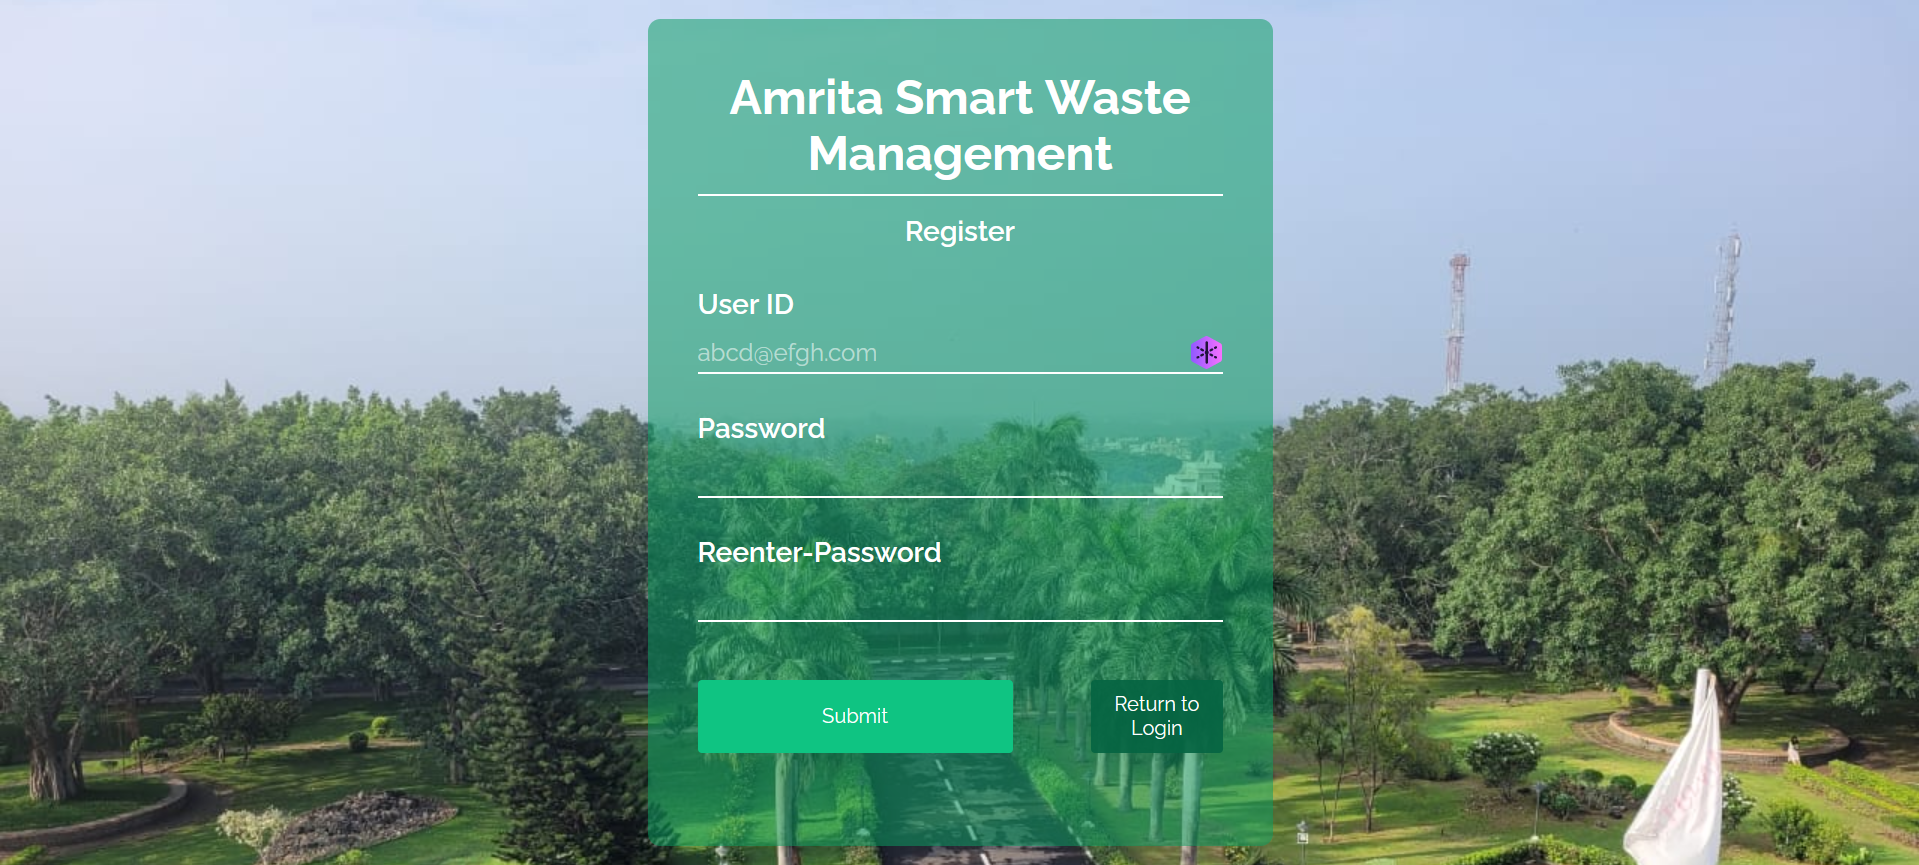 Amrita Smart Waste
Management
Register
User ID
abcd@efgh.com
Password
Reenter-Password
Submit
Return to
Login